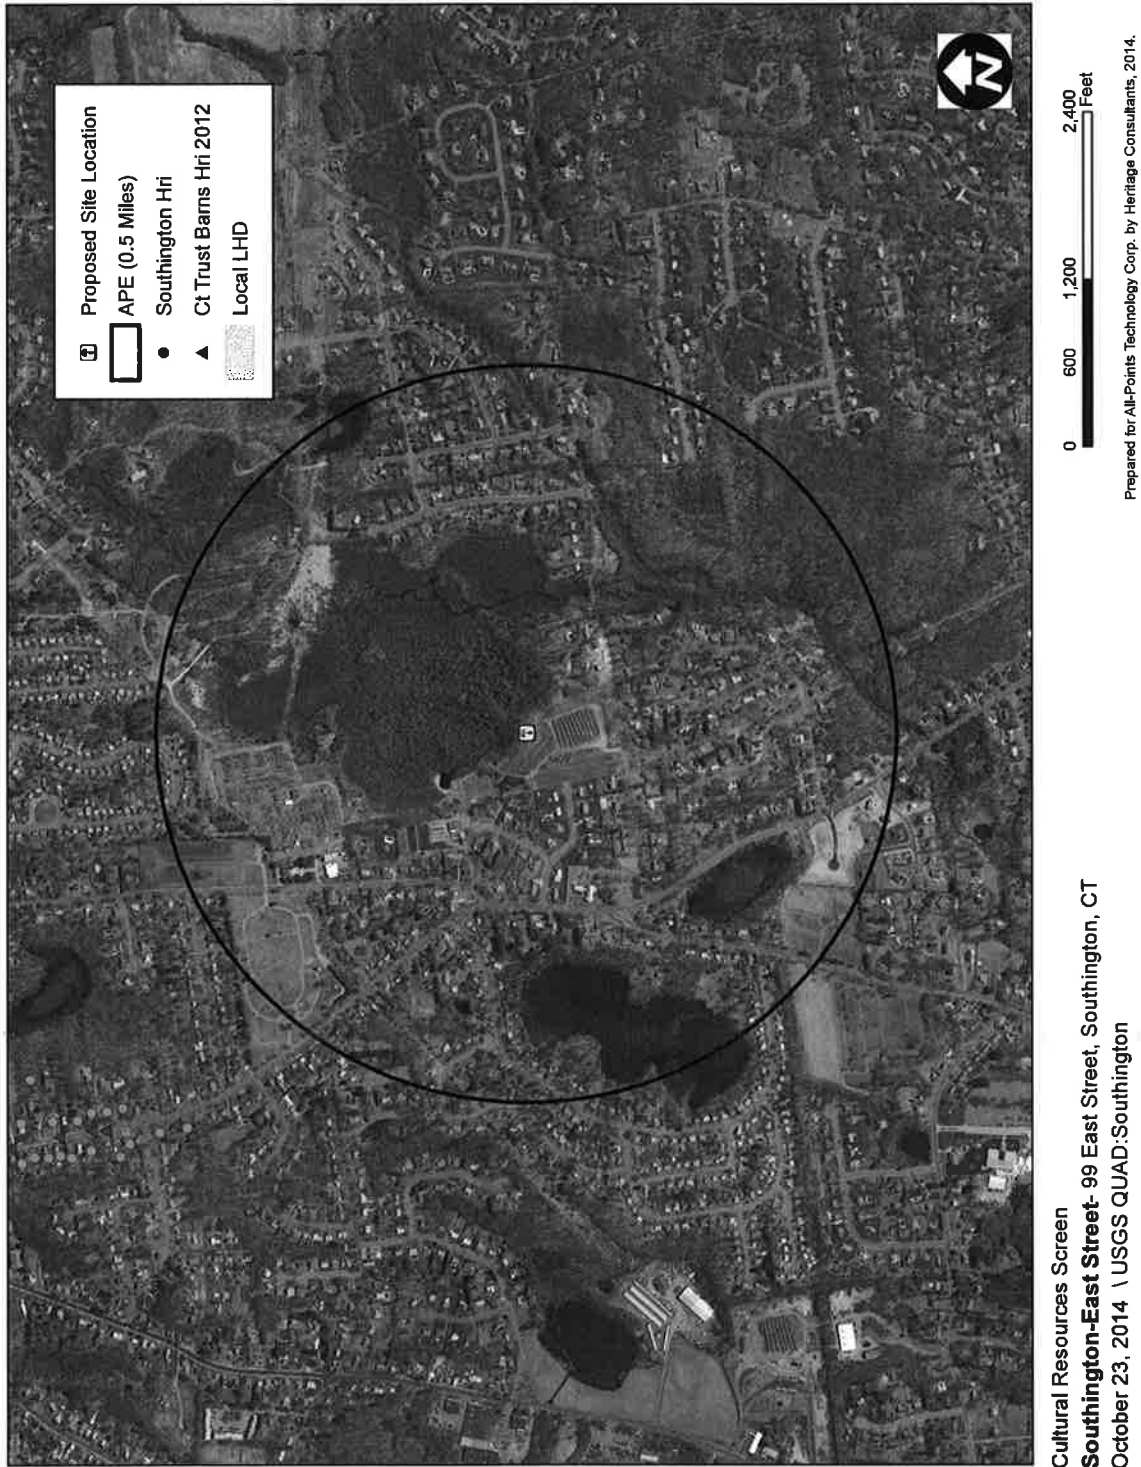 Proposed Site Location
APE (0.5 Miles)
Southington Hri
Ct Trust Barns Hri 2012
Local LHD
N
0 600 1,200 2,400
Feet
Cultural Resources Screen
Southington-East Street- 99 East Street, Southington, CT
October 23, 2014 \ USGS QUAD:Southington
Prepared for All-Points Technology Corp. by Heritage Consultants, 2014.